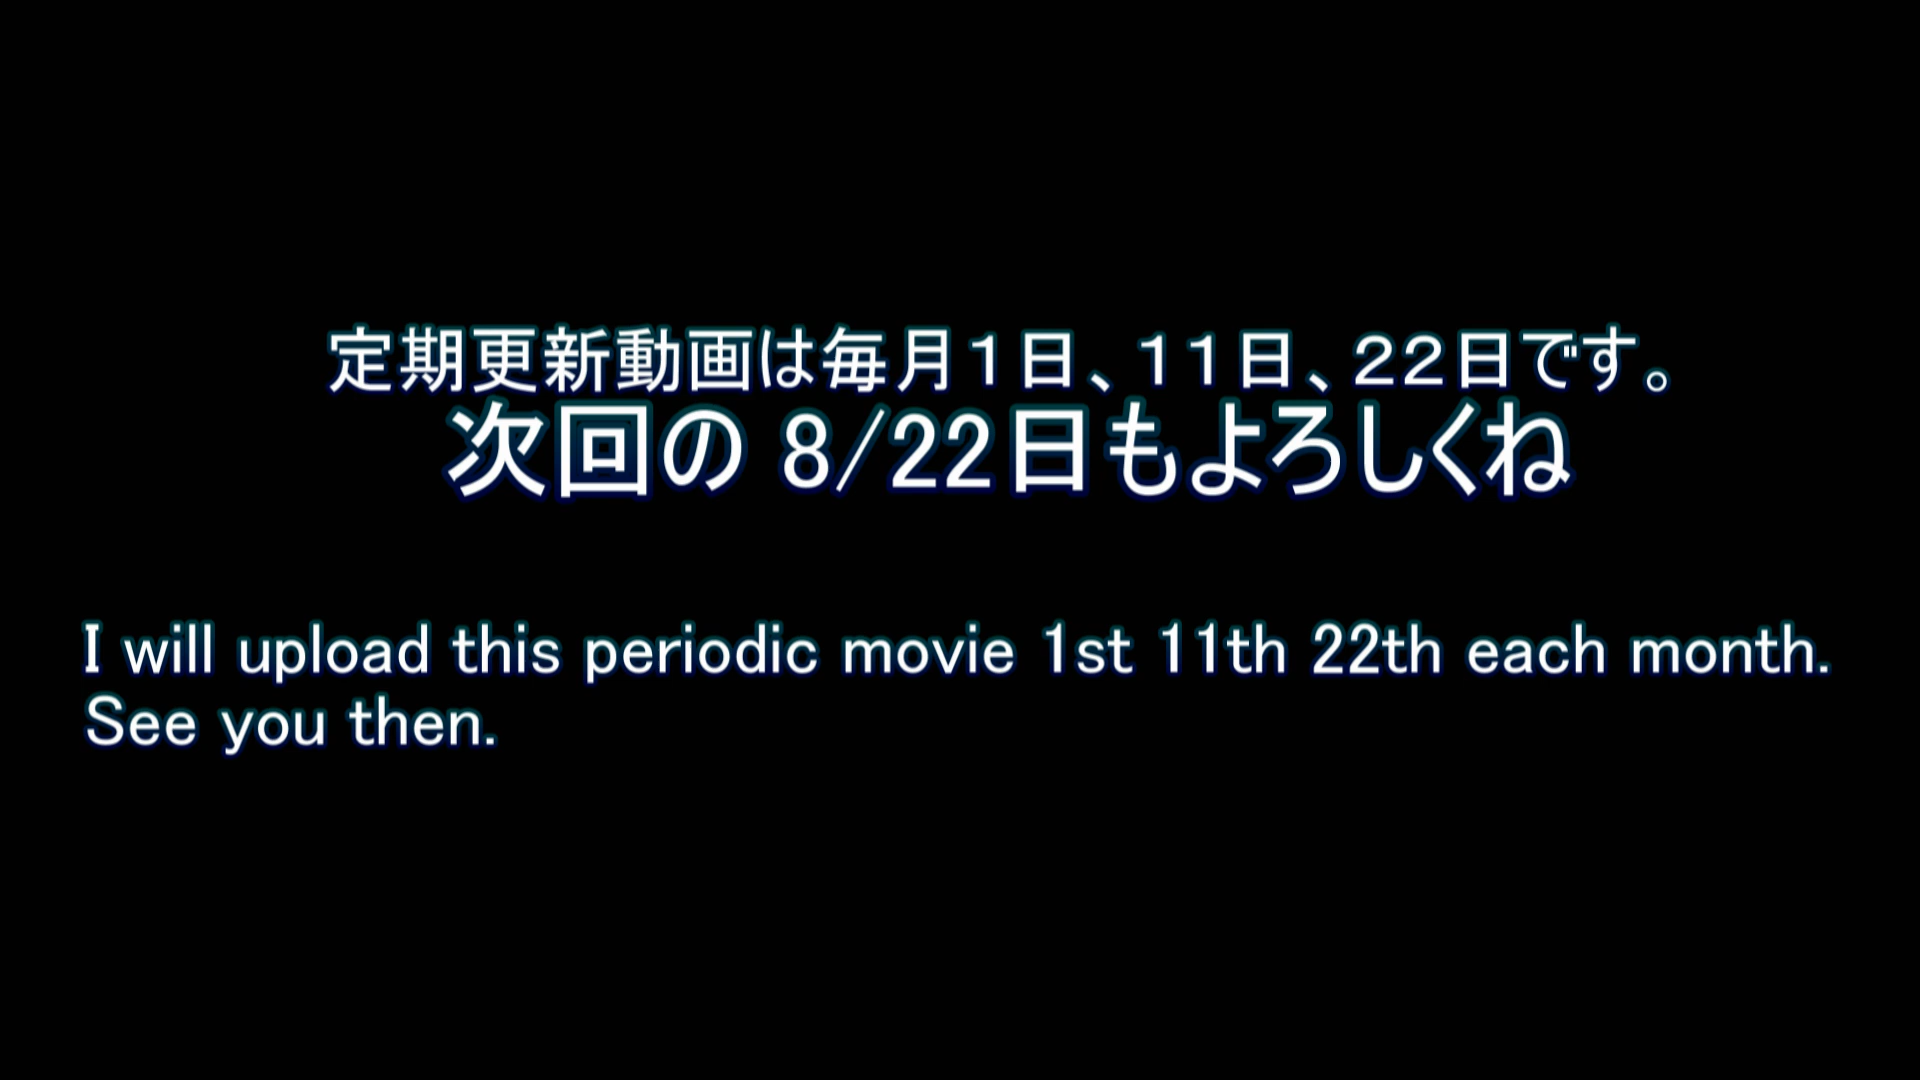 定期更新動画は毎月１日、１１日、２２日です。
次回の 8/22日もよろしくね
I will upload this periodic movie 1st 11th 22th each month.
See you then.